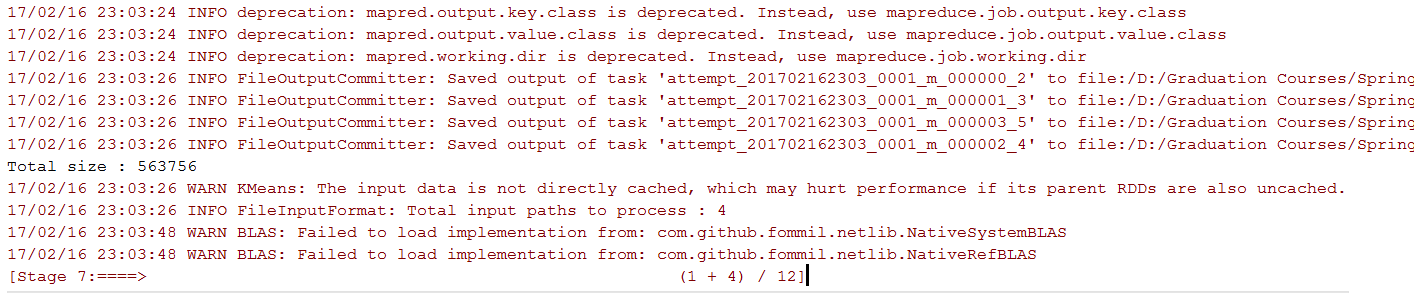 17/02/16 23:03:24 INFO deprecation: mapred.output.key.class is deprecated. Instead, use mapreduce.job.output.key.class
17/02/16 23:03:24 INFO deprecation: mapred.output.value.class is deprecated. Instead, use mapreduce.job.output.value.class
17/02/16 23:03:24 INFO deprecation: mapred.working.dir is deprecated. Instead, use mapreduce.job.working.dir
17/02/16 23:03:26 INFO FileOutputCommitter: Saved output of task 'attempt_201702162303_0001_m_000000_2' to file:/D:/Graduation Courses/Spring
17/02/16 23:03:26 INFO FileOutputCommitter: Saved output of task 'attempt_201702162303_0001_m_000001_3' to file:/D:/Graduation Courses/Spring
17/02/16 23:03:26 INFO FileOutputCommitter: Saved output of task 'attempt_201702162303_0001_m_000003_5' to file:/D:/Graduation Courses/Spring
17/02/16 23:03:26 INFO FileOutputCommitter: Saved output of task 'attempt_201702162303_0001_m_000002_4' to file:/D:/Graduation Courses/Spring
Total size : 563756
17/02/16 23:03:26 WARN KMeans: The input data is not directly cached, which may hurt performance if its parent RDDs are also uncached.
17/02/16 23:03:26 INFO FileInputFormat: Total input paths to process : 4
17/02/16 23:03:48 WARN BLAS: Failed to load implementation from: com.github.fommil.netlib.NativeSystemBLAS
17/02/16 23:03:48 WARN BLAS: Failed to load implementation from: com.github.fommil.netlib.NativeRefBLAS
[Stage 7:====>                                                     (1 + 4) / 12]